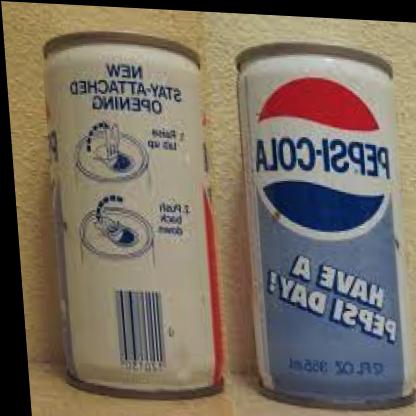 NEW
STAY-ATTACHED
OPENING
1. Raise
tab up
2. Push
back
down
PEPSI-COLA
HAVE A
PEPSI DAY!
12 FL OZ 355 ml